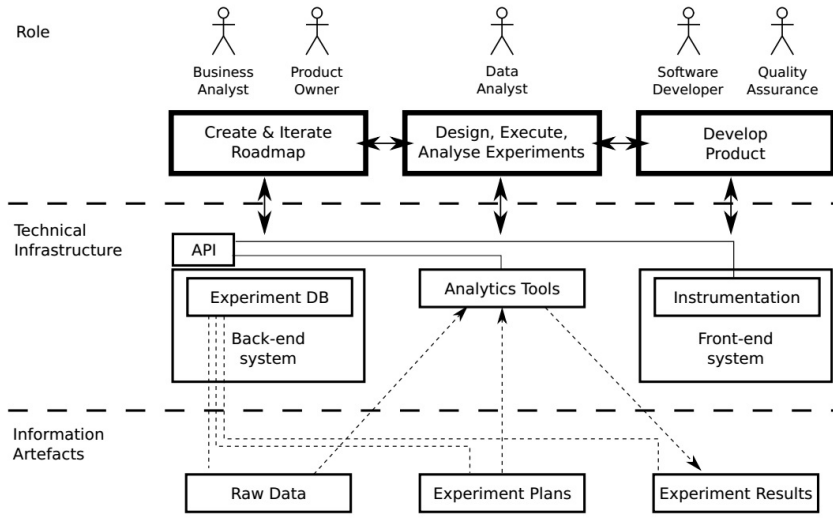 Role
Business
Analyst
Product
Owner
Data
Analyst
Software
Developer
Quality
Assurance
Create & Iterate
Roadmap
Design, Execute,
Analyse Experiments
Develop
Product
Technical
Infrastructure
API
Experiment DB
Analytics Tools
Instrumentation
Back-end
system
Front-end
system
Information
Artefacts
Raw Data
Experiment Plans
Experiment Results